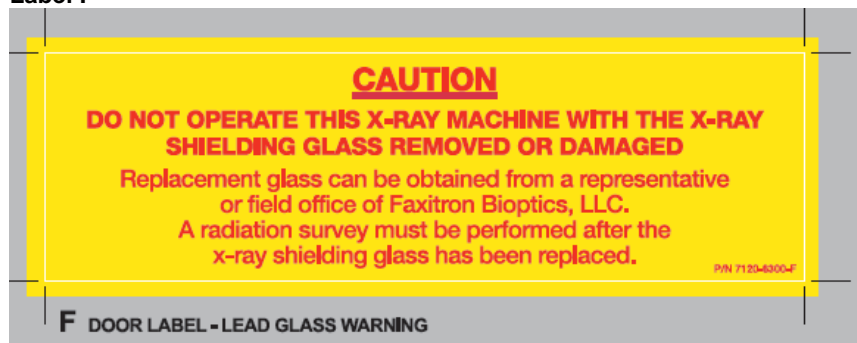 CAUTION
DO NOT OPERATE THIS X-RAY MACHINE WITH THE X-RAY
SHIELDING GLASS REMOVED OR DAMAGED
Replacement glass can be obtained from a representative
or field office of Faxitron Bioptics, LLC.
A radiation survey must be performed after the
x-ray shielding glass has been replaced.
P/N 7120-6300-F
F DOOR LABEL - LEAD GLASS WARNING